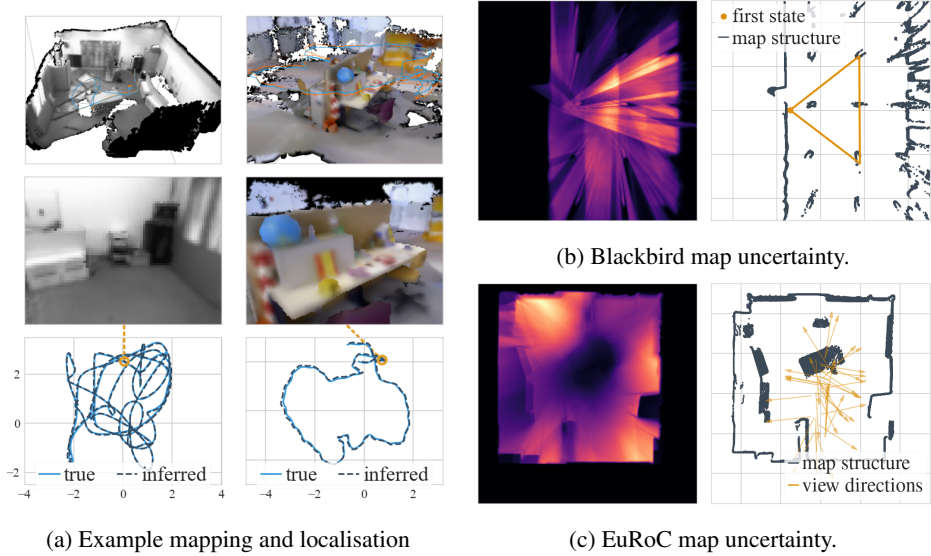 first state
map structure
(b) Blackbird map uncertainty.
2
0
−2
true
inferred
−4
−2
0
2
4
true
inferred
−4
−2
0
2
map structure
view directions
(a) Example mapping and localisation
(c) EuRoC map uncertainty.